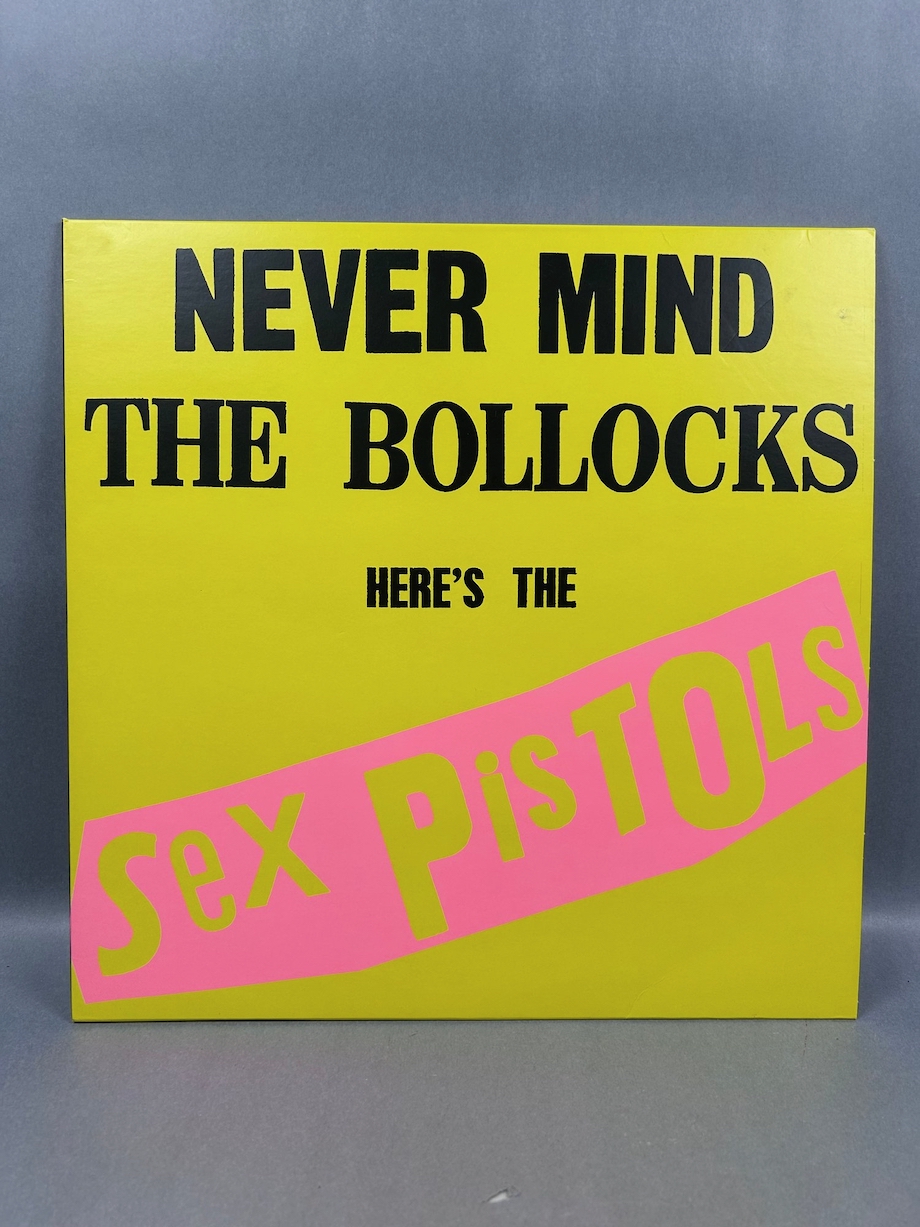 NEVER MIND
THE BOLLOCKS
HERE'S THE
Sex PisTOLS